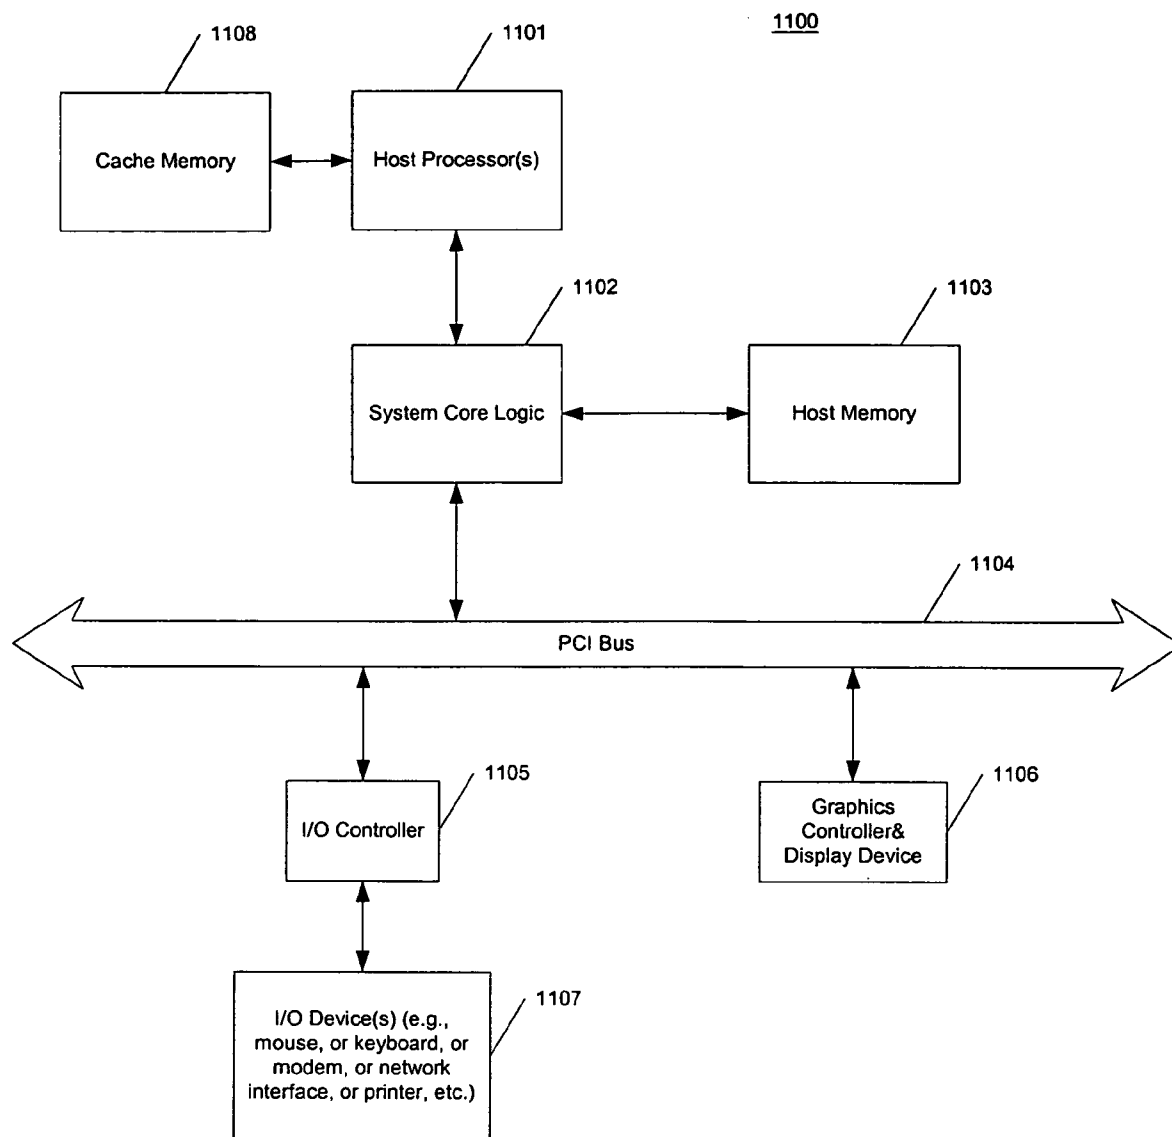 1100
1108
1101
Cache Memory
Host Processor(s)
1102
1103
System Core Logic
Host Memory
1104
PCI Bus
1105
1106
I/O Controller
Graphics
Controller&
Display Device
1107
I/O Device(s) (e.g.,
mouse, or keyboard, or
modem, or network
interface, or printer, etc.)